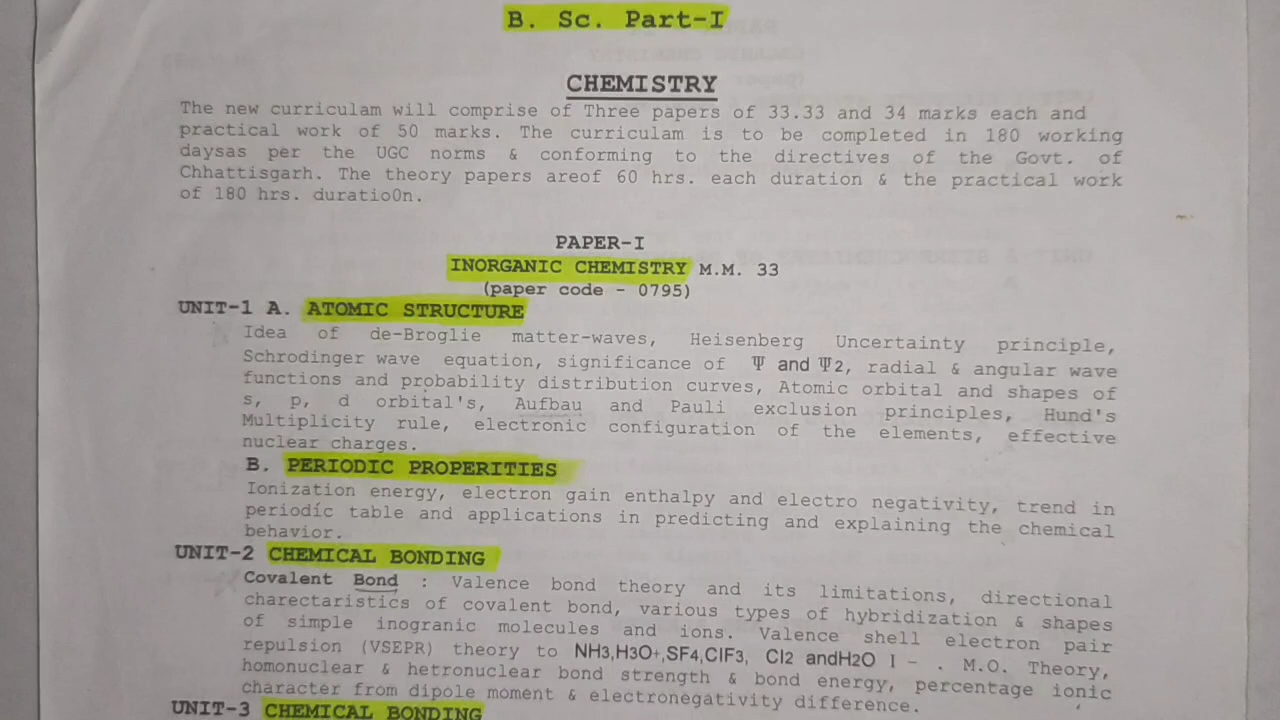 B. Sc. Part-I
CHEMISTRY
The new curriculam will comprise of Three papers of 33.33 and 34 marks each and
practical work of 50 marks. The curriculam is to be completed in 180 working
daysas per the UGC norms & conforming to the directives of the Govt. of
Chhattisgarh. The theory papers areof 60 hrs. each duration & the practical work
of 180 hrs. duratio0n.
PAPER-I
INORGANIC CHEMISTRY M.M. 33
(paper code - 0795)
UNIT-1 A. ATOMIC STRUCTURE
Idea of de-Broglie matter-waves, Heisenberg Uncertainty principle,
Schrodinger wave equation, significance of Ψ and Ψ2, radial & angular wave
functions and probability distribution curves, Atomic orbital and shapes of
s, p, d orbital's, Aufbau and Pauli exclusion principles, Hund's
Multiplicity rule, electronic configuration of the elements, effective
nuclear charges.
B. PERIODIC PROPERITIES
Ionization energy, electron gain enthalpy and electro negativity, trend in
periodic table and applications in predicting and explaining the chemical
behavior.
UNIT-2 CHEMICAL BONDING
Covalent Bond : Valence bond theory and its limitations, directional
charectaristics of covalent bond, various types of hybridization & shapes
of simple inogranic molecules and ions. Valence shell electron pair
repulsion (VSEPR) theory to NH3,H3O+,SF4,ClF3, Cl2 andH2O I - . M.O. Theory,
homonuclear & hetronuclear bond strength & bond energy, percentage ionic
character from dipole moment & electronegativity difference.
UNIT-3 CHEMICAL BONDING